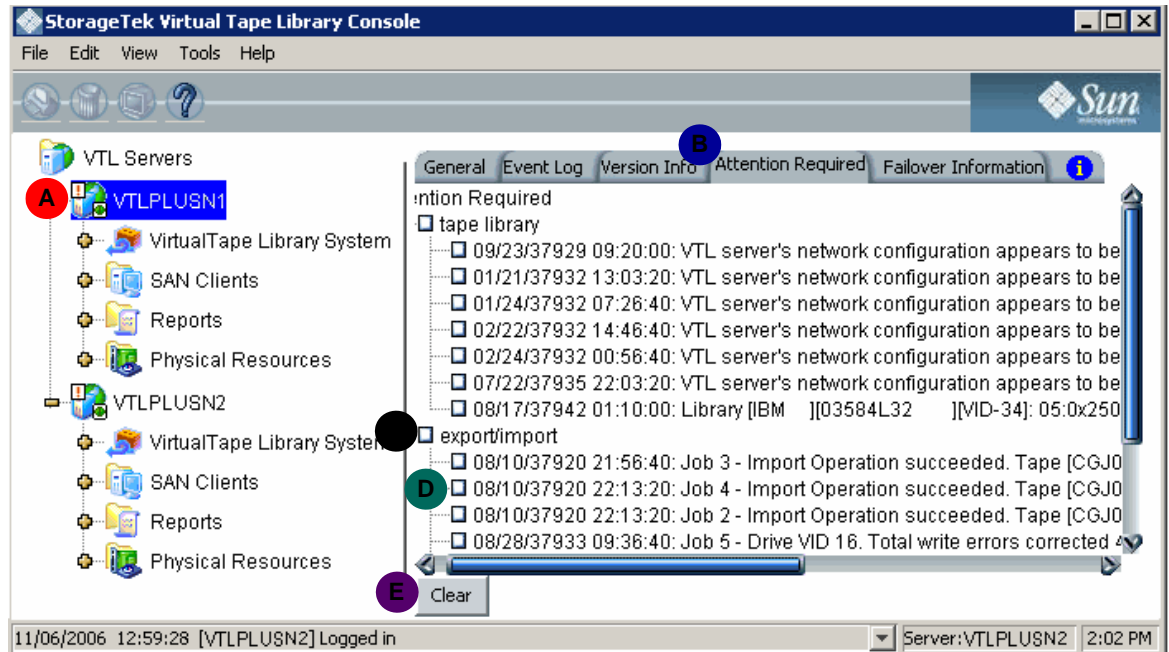 StorageTek Virtual Tape Library Console
File Edit View Tools Help
Sun
microsystems
VTL Servers
A
VTLPLUSN1
VirtualTape Library System
SAN Clients
Reports
Physical Resources
VTLPLUSN2
VirtualTape Library System
SAN Clients
Reports
Physical Resources
B
General Event Log Version Info Attention Required Failover Information i
ntion Required
tape library
09/23/37929 09:20:00: VTL server's network configuration appears to be
01/21/37932 13:03:20: VTL server's network configuration appears to be
01/24/37932 07:26:40: VTL server's network configuration appears to be
02/22/37932 14:46:40: VTL server's network configuration appears to be
02/24/37932 00:56:40: VTL server's network configuration appears to be
07/22/37935 22:03:20: VTL server's network configuration appears to be
08/17/37942 01:10:00: Library [IBM ][03584L32 ][VID-34]: 05:0x250
export/import
08/10/37920 21:56:40: Job 3 - Import Operation succeeded. Tape [CGJ0
D
08/10/37920 22:13:20: Job 4 - Import Operation succeeded. Tape [CGJ0
08/10/37920 22:13:20: Job 2 - Import Operation succeeded. Tape [CGJ0
08/28/37933 09:36:40: Job 5 - Drive VID 16. Total write errors corrected
E
Clear
11/06/2006 12:59:28 [VTLPLUSN2] Logged in
Server:VTLPLUSN2 2:02 PM